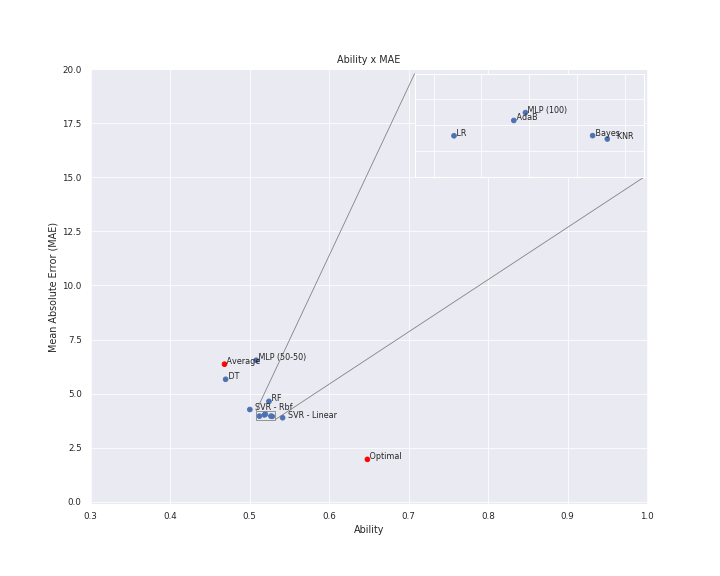 Ability x MAE
20.0
17.5
15.0
12.5
10.0
7.5
5.0
2.5
0.0
Mean Absolute Error (MAE)
MLP (100)
AdaB
LR
Bayes
KNR
MLP (50-50)
Average
DT
RF
SVR - Rbf
SVR - Linear
Optimal
0.3 0.4 0.5 0.6 0.7 0.8 0.9 1.0
Ability